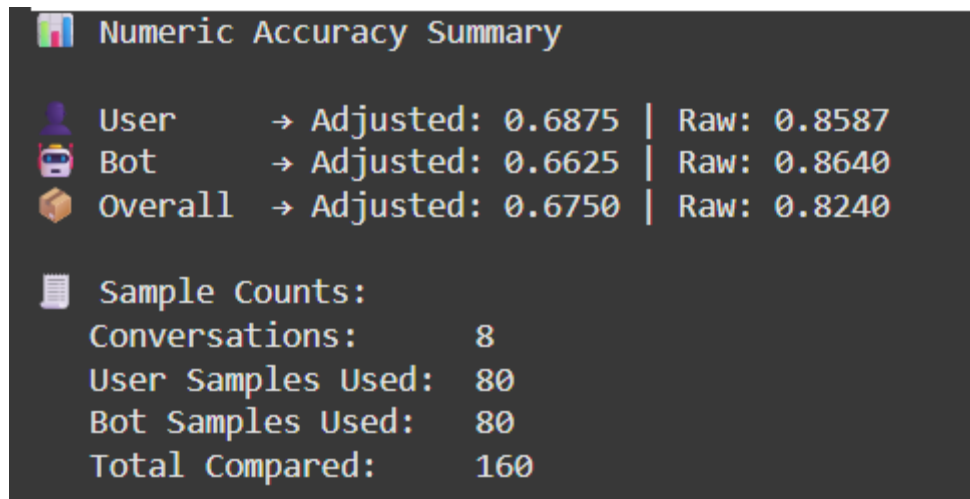 📊 Numeric Accuracy Summary
👤 User → Adjusted: 0.6875 | Raw: 0.8587
🤖 Bot → Adjusted: 0.6625 | Raw: 0.8640
📦 Overall → Adjusted: 0.6750 | Raw: 0.8240
🧾 Sample Counts:
Conversations: 8
User Samples Used: 80
Bot Samples Used: 80
Total Compared: 160